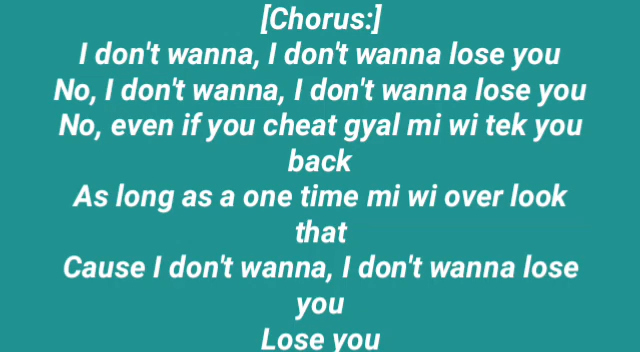 [Chorus:]
I don't wanna, I don't wanna lose you
No, I don't wanna, I don't wanna lose you
No, even if you cheat gyal mi wi tek you
back
As long as a one time mi wi over look
that
Cause I don't wanna, I don't wanna lose
you
Lose you